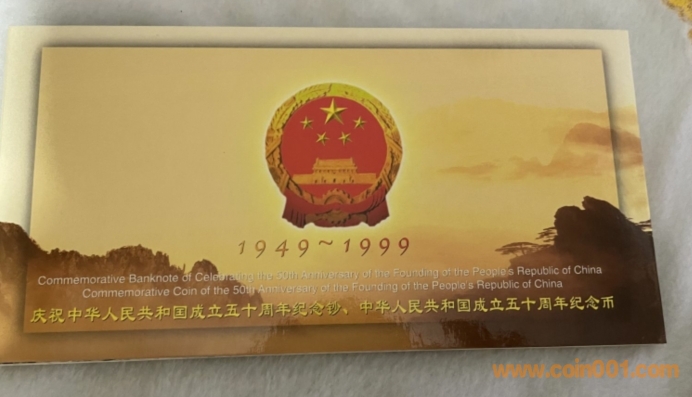 1949~1999
Commemorative Banknote of Celebrating the 50th Anniversary of the Founding of the People's Republic of China
Commemorative Coin of the 50th Anniversary of the Founding of the People's Republic of China
庆祝中华人民共和国成立五十周年纪念钞、中华人民共和国成立五十周年纪念币
www.coin001.com